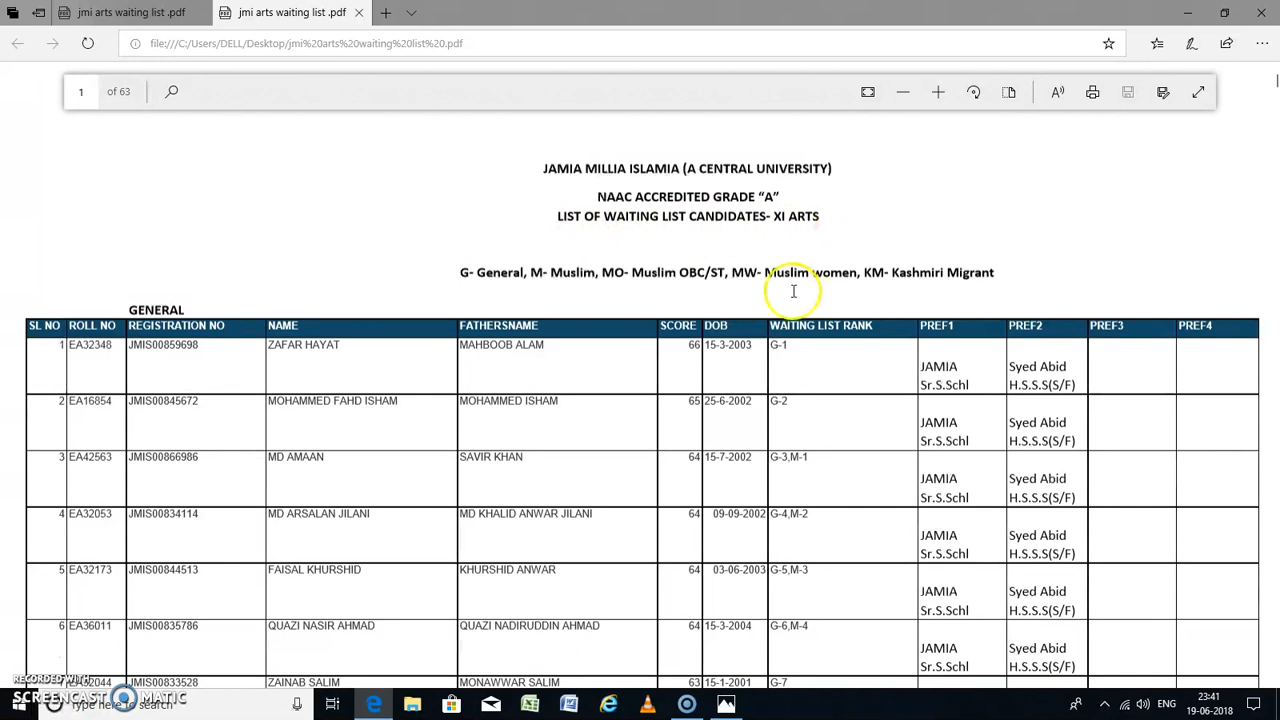 jmi arts waiting list .pdf
jmi arts waiting list .pdf
file:///C:/Users/DELL/Desktop/jmi%20arts%20waiting%20list%20.pdf
1 of 63
JAMIA MILLIA ISLAMIA (A CENTRAL UNIVERSITY)
NAAC ACCREDITED GRADE “A”
LIST OF WAITING LIST CANDIDATES- XI ARTS
G- General, M- Muslim, MO- Muslim OBC/ST, MW- Muslim women, KM- Kashmiri Migrant
GENERAL
SL NO ROLL NO REGISTRATION NO NAME FATHERSNAME SCORE DOB WAITING LIST RANK PREF1 PREF2 PREF3 PREF4
1 EA32348 JMIS00859698 ZAFAR HAYAT MAHBOOB ALAM 66 15-3-2003 G-1
JAMIA Syed Abid
Sr.S.Schl H.S.S.S(S/F)
2 EA16854 JMIS00845672 MOHAMMED FAHD ISHAM MOHAMMED ISHAM 65 25-6-2002 G-2
JAMIA Syed Abid
Sr.S.Schl H.S.S.S(S/F)
3 EA42563 JMIS00866986 MD AMAAN SAVIR KHAN 64 15-7-2002 G-3,M-1
JAMIA Syed Abid
Sr.S.Schl H.S.S.S(S/F)
4 EA32053 JMIS00834114 MD ARSALAN JILANI MD KHALID ANWAR JILANI 64 09-09-2002 G-4,M-2
JAMIA Syed Abid
Sr.S.Schl H.S.S.S(S/F)
5 EA32173 JMIS00844513 FAISAL KHURSHID KHURSHID ANWAR 64 03-06-2003 G-5,M-3
JAMIA Syed Abid
Sr.S.Schl H.S.S.S(S/F)
6 EA36011 JMIS00835786 QUAZI NASIR AHMAD QUAZI NADIRUDDIN AHMAD 64 15-3-2004 G-6,M-4
JAMIA Syed Abid
Sr.S.Schl H.S.S.S(S/F)
JMIS00833528 ZAINAB SALIM MONAWWAR SALIM 63 15-1-2001 G-7
RECORDED WITH
SCREENCAST MATIC
Type here to search
ENG
23:41
19-06-2018